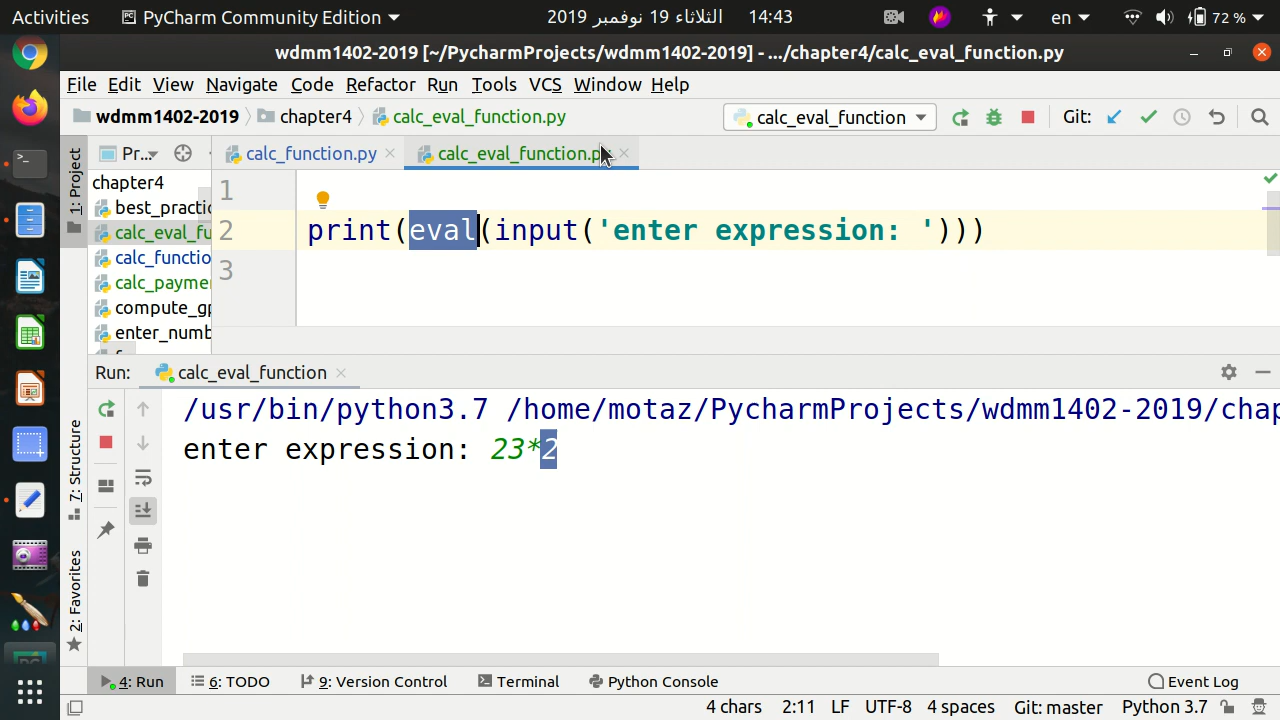 Activities
PyCharm Community Edition
الثلاثاء 19 نوفمبر 2019 14:43
en
72 %
wdmm1402-2019 [~/PycharmProjects/wdmm1402-2019] - .../chapter4/calc_eval_function.py
File Edit View Navigate Code Refactor Run Tools VCS Window Help
wdmm1402-2019 chapter4 calc_eval_function.py
calc_function
calc_eval_function
Git:
1: Project
Pr...
calc_function.py
calc_eval_function.p
chapter4
best_practic
calc_eval_fu
calc_functio
calc_paymer
compute_gp
enter_numb
1
2 print(eval(input('enter expression: ')))
3
Run: calc_eval_function
/usr/bin/python3.7 /home/motaz/PycharmProjects/wdmm1402-2019/chap
enter expression: 23*2
7: Structure
2: Favorites
4: Run 6: TODO 9: Version Control Terminal Python Console Event Log
4 chars 2:11 LF UTF-8 4 spaces Git: master Python 3.7